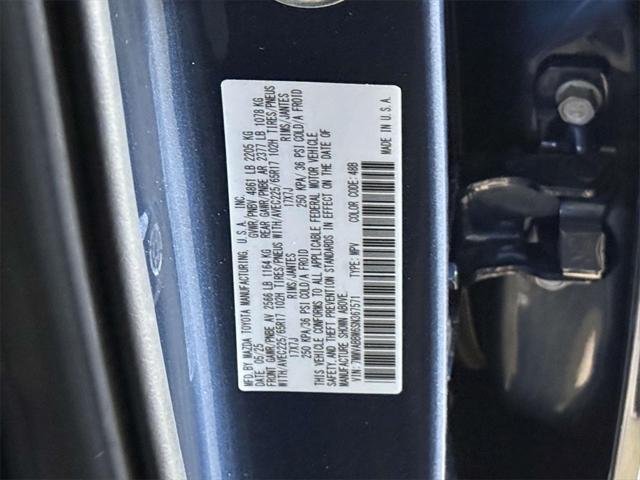 MFD.BY MAZDA TOYOTA MANUFACTURING, U.S.A., INC.
DATE: 06/25 GVWR/PNBV 4861 LB 2205 KG
FRONT GAWR/PNBE AV 2566 LB 1164 KG REAR GAWR/PNBE AR 2377 LB 1078 KG
WITH/AVEC225/65R17 102H TIRES/PNEUS WITH/AVEC225/65R17 102H TIRES/PNEUS
17X7J RIMS/JANTES 17X7J RIMS/JANTES
250 KPA/36 PSI COLD/A FROID 250 KPA/36 PSI COLD/A FROID
THIS VEHICLE CONFORMS TO ALL APPLICABLE FEDERAL MOTOR VEHICLE
SAFETY,AND THEFT PREVENTION STANDARDS IN EFFECT ON THE DATE OF
MANUFACTURE SHOWN ABOVE.
VIN: TYPE: MPV COLOR CODE: 48B
MADE IN U.S.A.